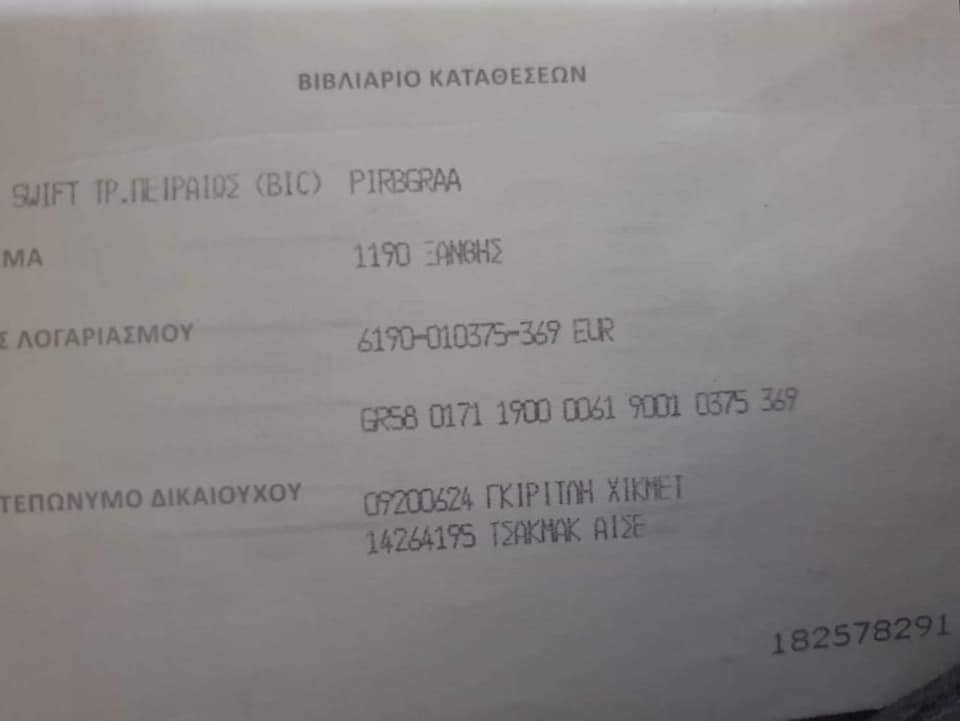 ΒΙΒΛΙΑΡΙΟ ΚΑΤΑΘΕΣΕΩΝ
SWIFT ΤΡ.ΠΕΙΡΑΙΩΣ (BIC) PIRBGRAA
ΜΑ 1190 ΞΑΝΘΗΣ
Σ ΛΟΓΑΡΙΑΣΜΟΥ 6190-010375-369 EUR
GR58 0171 1900 0061 9001 0375 369
ΤΕΠΩΝΥΜΟ ΔΙΚΑΙΟΥΧΟΥ 09200624 ΓΚΙΡΙΤΛΗ ΧΙΚΜΕΤ
14264195 ΤΣΑΚΜΑΚ ΑΙΣΕ
182578291